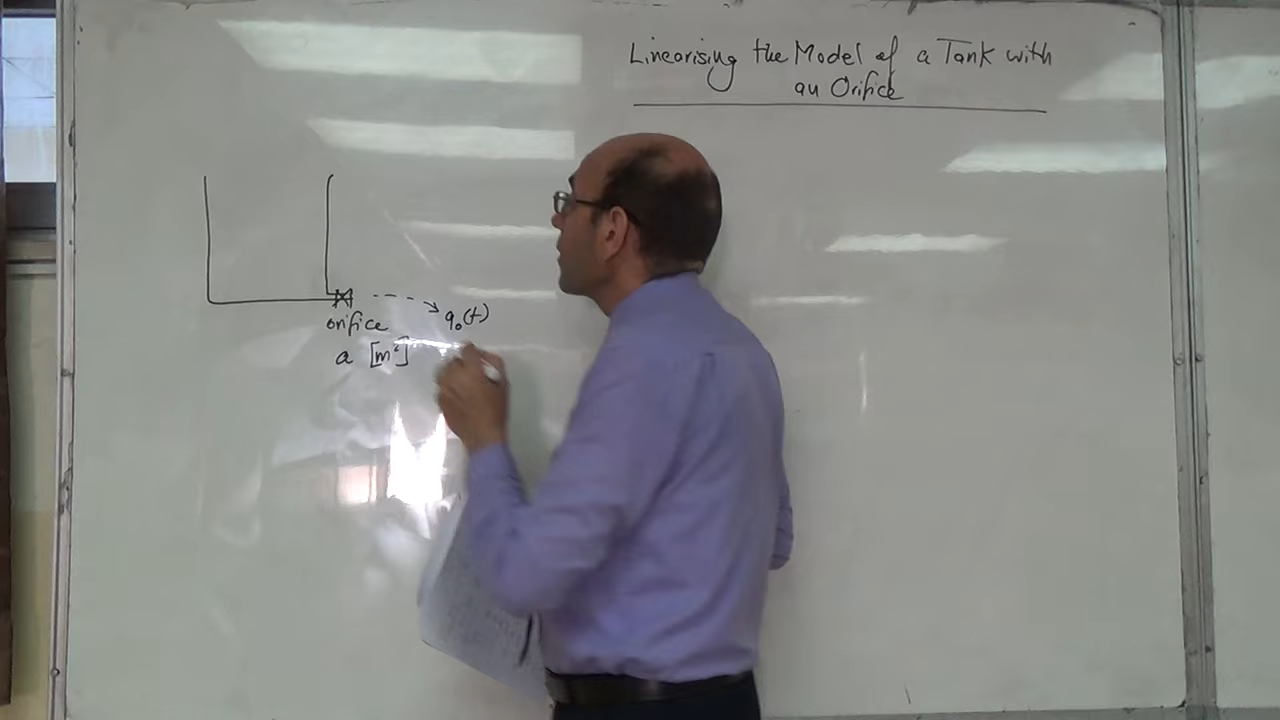 Linearising the Model of a Tank with
an Orifice
q₀(t)
orifice
a [m²]